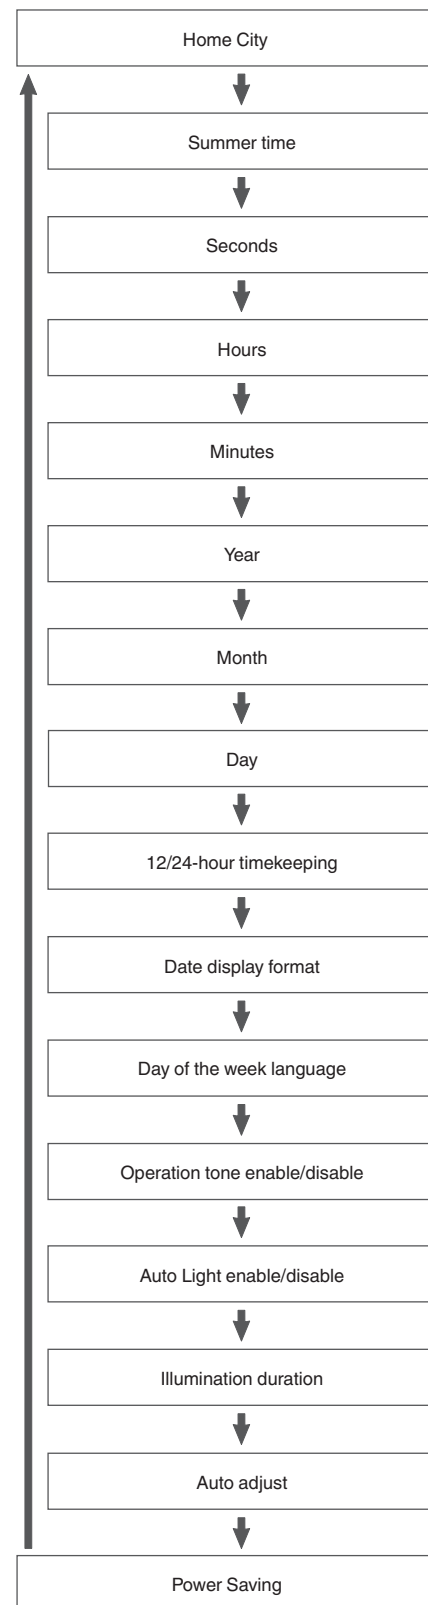 Home City
Summer time
Seconds
Hours
Minutes
Year
Month
Day
12/24-hour timekeeping
Date display format
Day of the week language
Operation tone enable/disable
Auto Light enable/disable
Illumination duration
Auto adjust
Power Saving